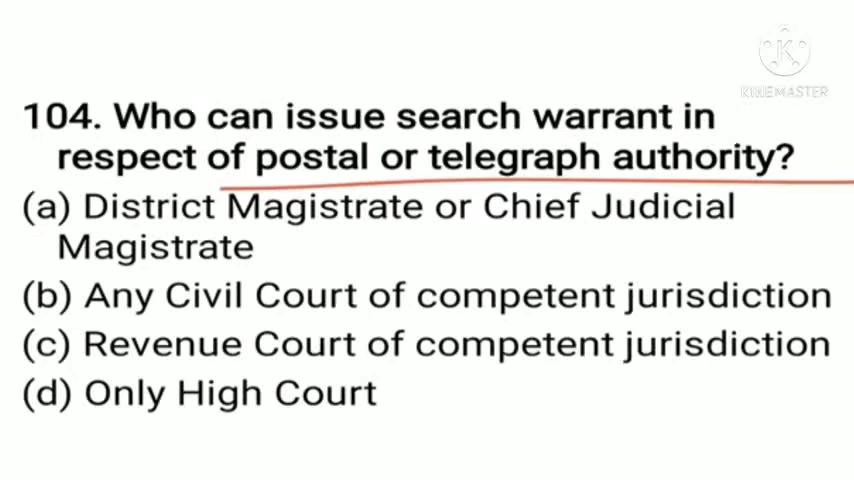 K
KINEMASTER
104. Who can issue search warrant in
respect of postal or telegraph authority?
(a) District Magistrate or Chief Judicial
Magistrate
(b) Any Civil Court of competent jurisdiction
(c) Revenue Court of competent jurisdiction
(d) Only High Court